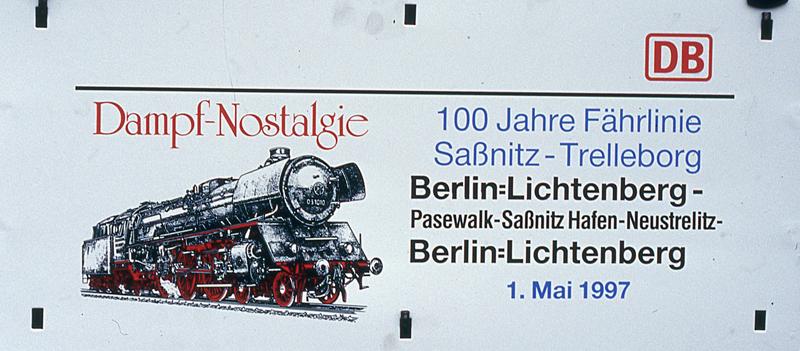 DB
Dampf-Nostalgie
100 Jahre Fährlinie
Saßnitz - Trelleborg
Berlin=Lichtenberg -
Pasewalk-Saßnitz Hafen-Neustrelitz-
Berlin=Lichtenberg
1. Mai 1997